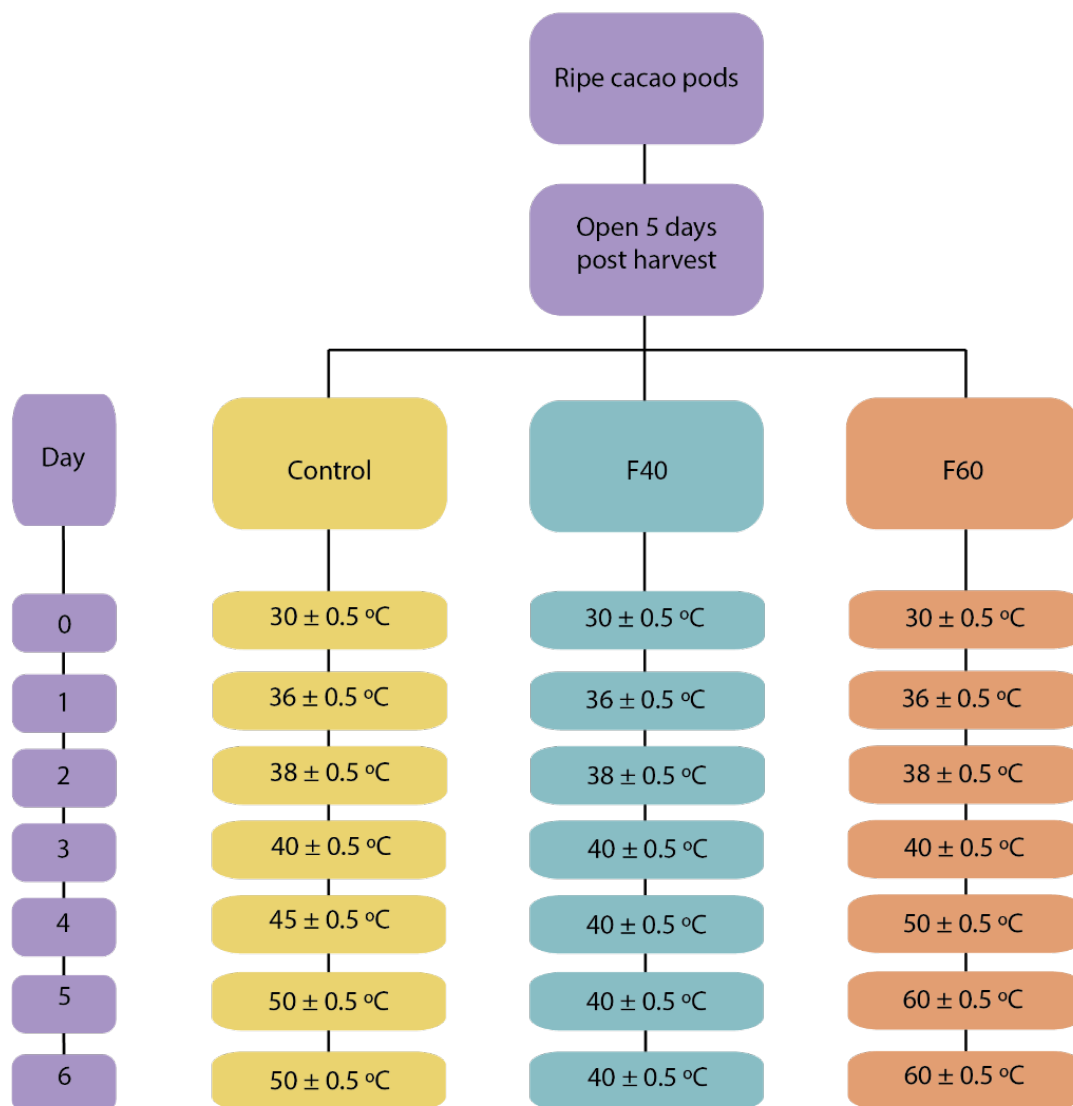 Ripe cacao pods
Open 5 days
post harvest
Day
Control
F40
F60
0
30 ± 0.5 ºC
30 ± 0.5 ºC
30 ± 0.5 ºC
1
36 ± 0.5 ºC
36 ± 0.5 ºC
36 ± 0.5 ºC
2
38 ± 0.5 ºC
38 ± 0.5 ºC
38 ± 0.5 ºC
3
40 ± 0.5 ºC
40 ± 0.5 ºC
40 ± 0.5 ºC
4
45 ± 0.5 ºC
40 ± 0.5 ºC
50 ± 0.5 ºC
5
50 ± 0.5 ºC
40 ± 0.5 ºC
60 ± 0.5 ºC
6
50 ± 0.5 ºC
40 ± 0.5 ºC
60 ± 0.5 ºC